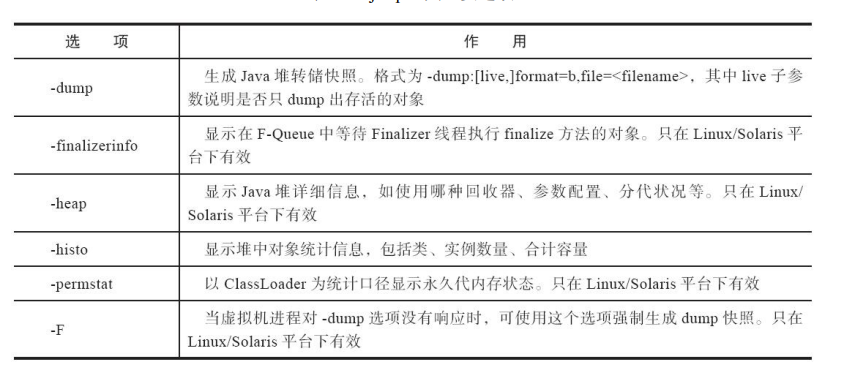 选 项 作 用
-dump 生成 Java 堆转储快照。格式为 -dump:[live,]format=b,file=<filename>，其中 live 子参
数说明是否只 dump 出存活的对象
-finalizerinfo 显示在 F-Queue 中等待 Finalizer 线程执行 finalize 方法的对象。只在 Linux/Solaris 平
台下有效
-heap 显示 Java 堆详细信息，如使用哪种回收器、参数配置、分代状况等。只在 Linux/
Solaris 平台下有效
-histo 显示堆中对象统计信息，包括类、实例数量、合计容量
-permstat 以 ClassLoader 为统计口径显示永久代内存状态。只在 Linux/Solaris 平台下有效
-F 当虚拟机进程对 -dump 选项没有响应时，可使用这个选项强制生成 dump 快照。只在
Linux/Solaris 平台下有效